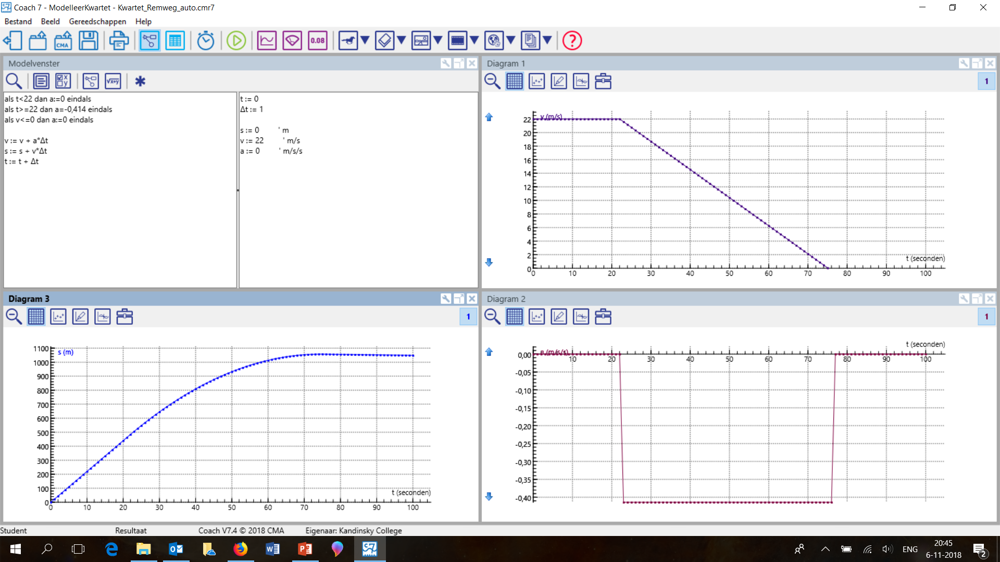 Coach 7 - ModelleerKwartet - Kwartet_Remweg_auto.cmr7
Bestand Beeld Gereedschappen Help
CMA 0.08 ?
Modelvenster
√x+y
als t<22 dan a:=0 eindals
als t>=22 dan a=-0,414 eindals
als v<=0 dan a:=0 eindals
v := v + a*Δt
s := s + v*Δt
t := t + Δt
t := 0
Δt := 1
s := 0 ' m
v := 22 ' m/s
a := 0 ' m/s/s
Diagram 1
1
v (m/s)
22
20
18
16
14
12
10
8
6
4
2
0
t (seconden)
0 10 20 30 40 50 60 70 80 90 100
Diagram 3
1
s (m)
1100
1000
900
800
700
600
500
400
300
200
100
0
t (seconden)
0 10 20 30 40 50 60 70 80 90 100
Diagram 2
1
t (seconden)
a (m/s/s)
10 20 30 40 50 60 70 80 90 100
0,00
-0,05
-0,10
-0,15
-0,20
-0,25
-0,30
-0,35
-0,40
Student Resultaat Coach V7.4 © 2018 CMA Eigenaar: Kandinsky College
ENG
20:45
6-11-2018
2